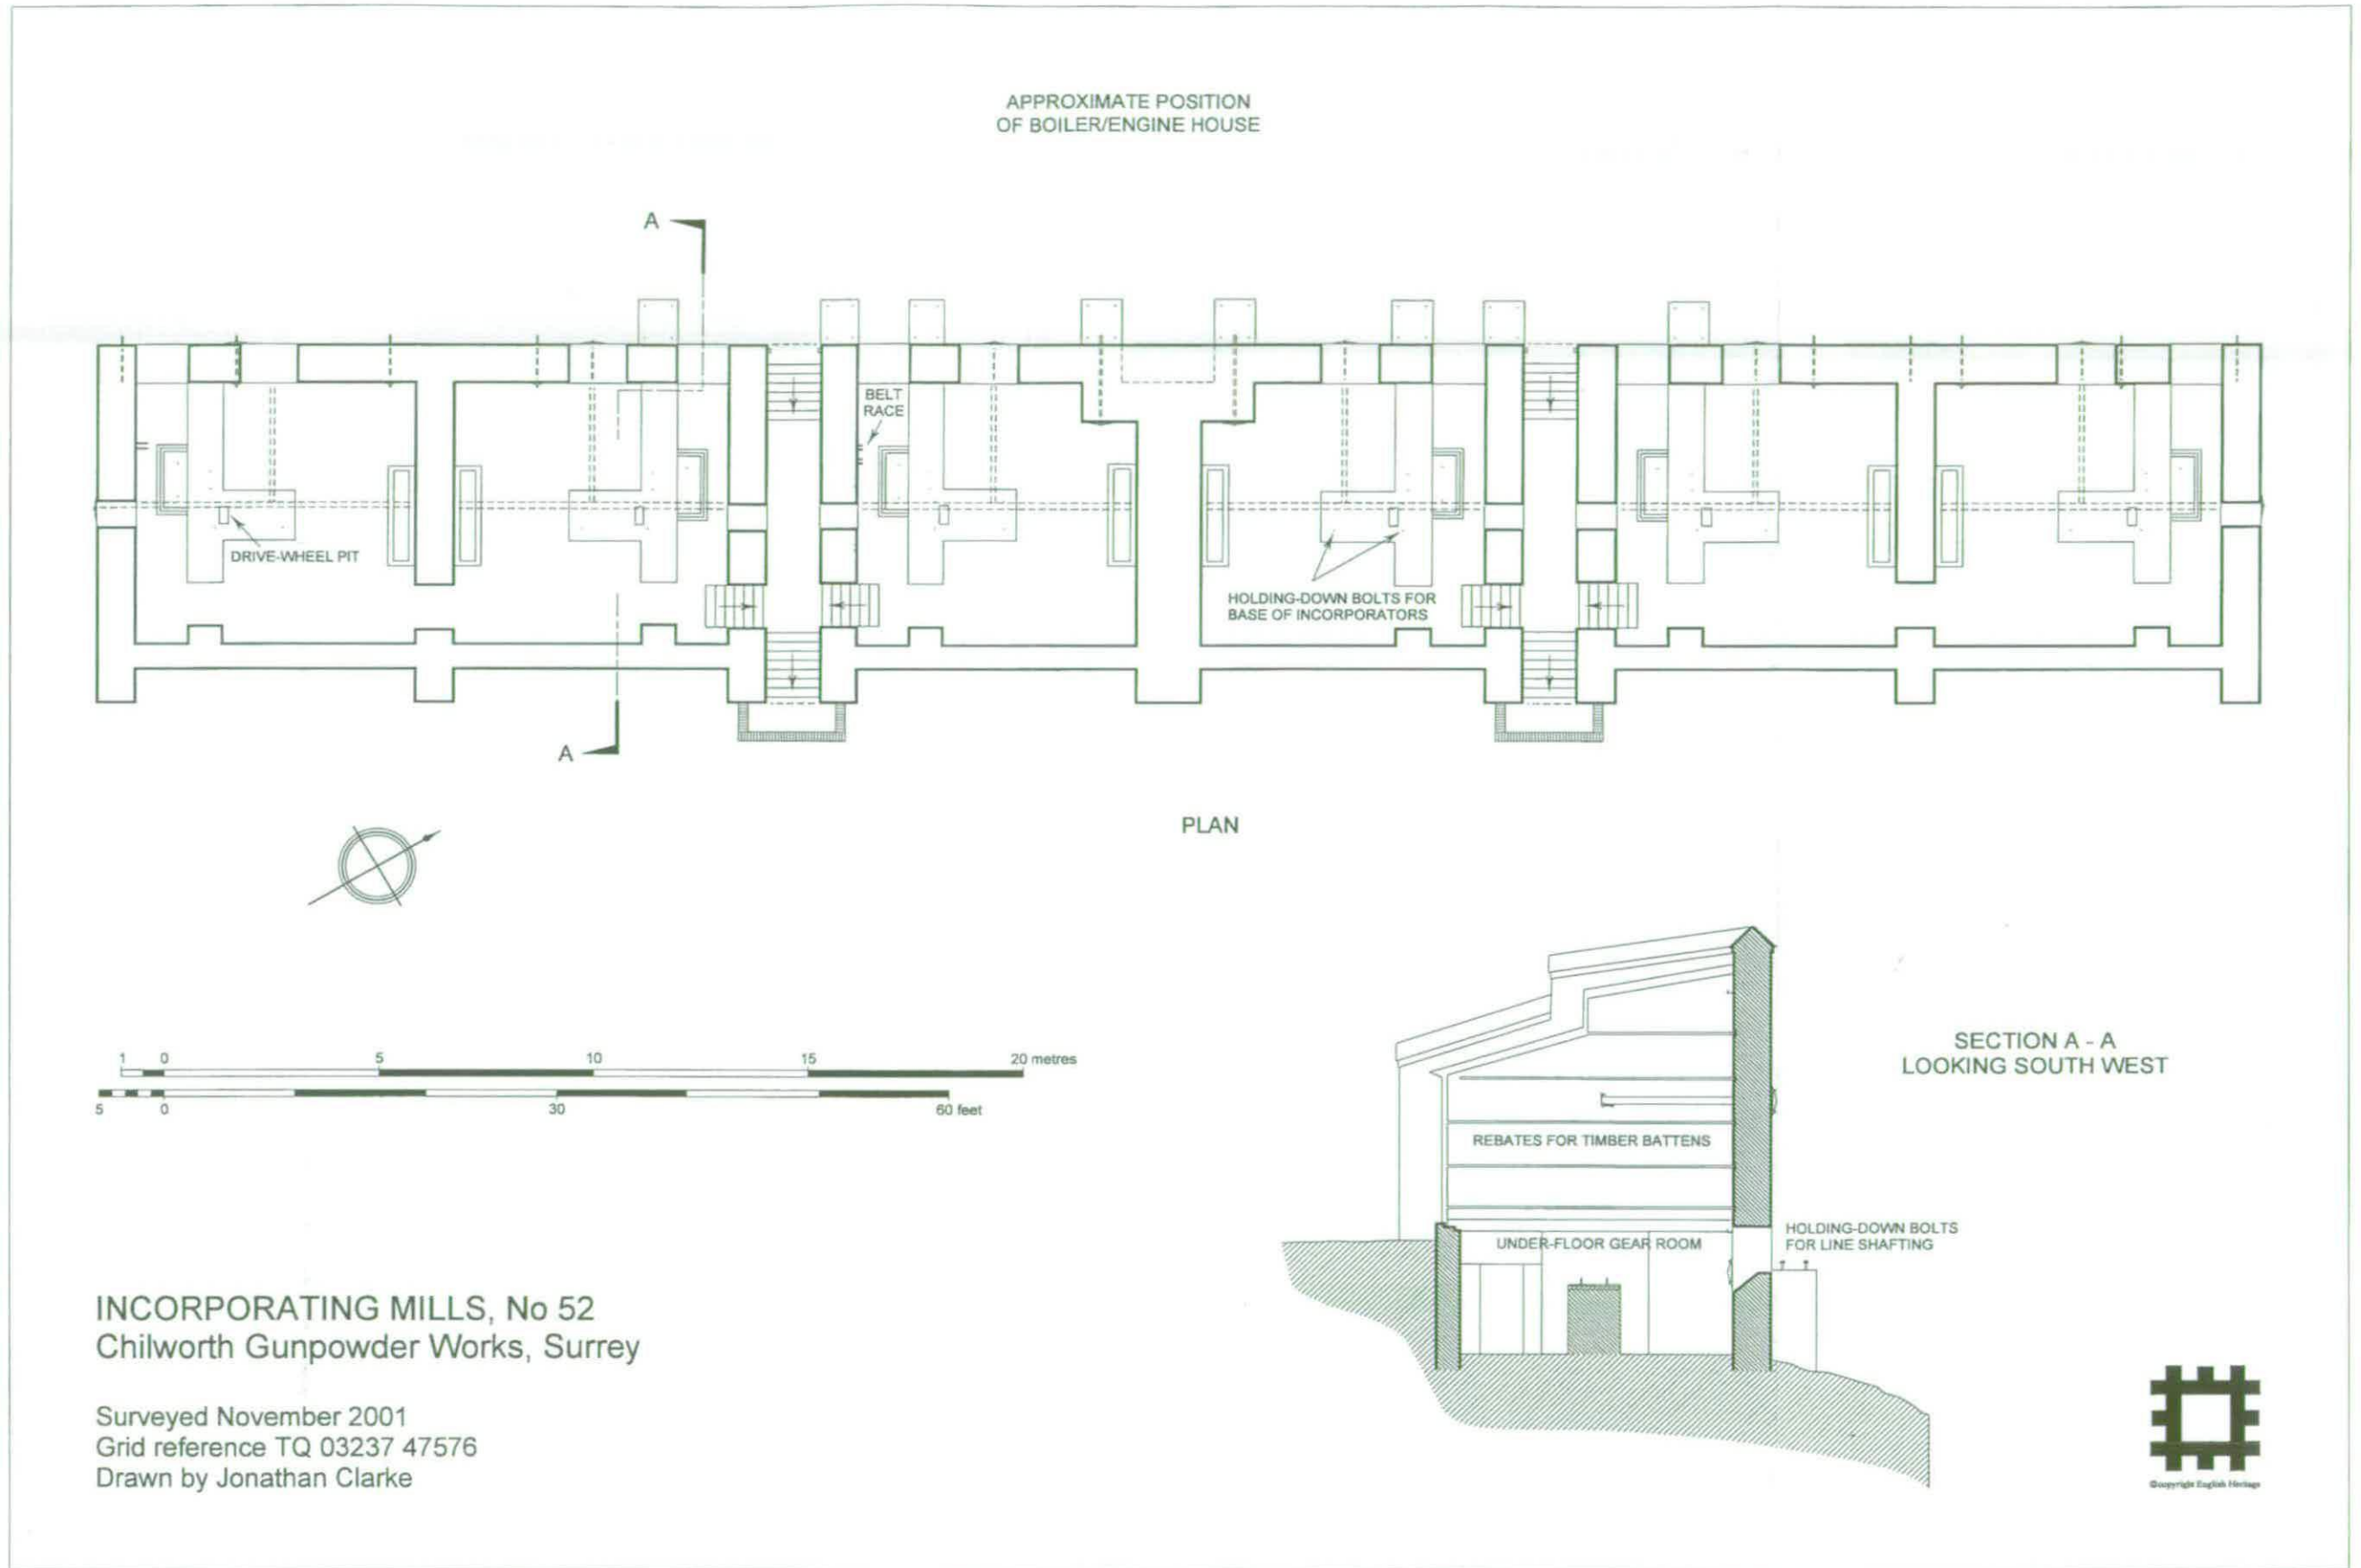 APPROXIMATE POSITION
OF BOILER/ENGINE HOUSE
A
BELT
RACE
DRIVE-WHEEL PIT
HOLDING-DOWN BOLTS FOR
BASE OF INCORPORATORS
A
PLAN
1 0 5 10 15 20 metres
5 0 30 60 feet
SECTION A - A
LOOKING SOUTH WEST
REBATES FOR TIMBER BATTENS
UNDER-FLOOR GEAR ROOM
HOLDING-DOWN BOLTS
FOR LINE SHAFTING
INCORPORATING MILLS, No 52
Chilworth Gunpowder Works, Surrey
Surveyed November 2001
Grid reference TQ 03237 47576
Drawn by Jonathan Clarke
©copyright English Heritage